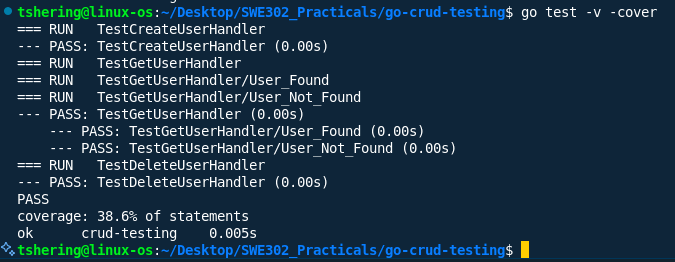 tshering@linux-os:~/Desktop/SWE302_Practicals/go-crud-testing$ go test -v -cover
=== RUN   TestCreateUserHandler
--- PASS: TestCreateUserHandler (0.00s)
=== RUN   TestGetUserHandler
=== RUN   TestGetUserHandler/User_Found
=== RUN   TestGetUserHandler/User_Not_Found
--- PASS: TestGetUserHandler (0.00s)
    --- PASS: TestGetUserHandler/User_Found (0.00s)
    --- PASS: TestGetUserHandler/User_Not_Found (0.00s)
=== RUN   TestDeleteUserHandler
--- PASS: TestDeleteUserHandler (0.00s)
PASS
coverage: 38.6% of statements
ok      crud-testing    0.005s
tshering@linux-os:~/Desktop/SWE302_Practicals/go-crud-testing$